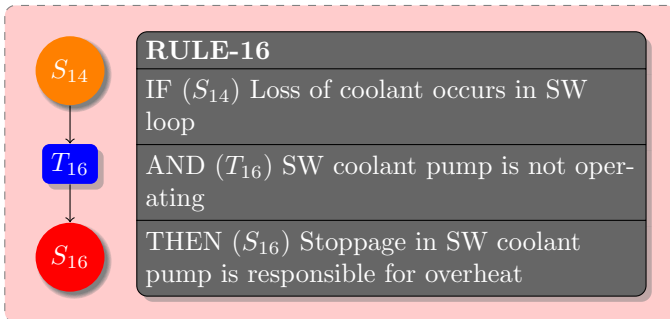 S₁₄
T₁₆
S₁₆
RULE-16
IF (S₁₄) Loss of coolant occurs in SW
loop
AND (T₁₆) SW coolant pump is not oper-
ating
THEN (S₁₆) Stoppage in SW coolant
pump is responsible for overheat